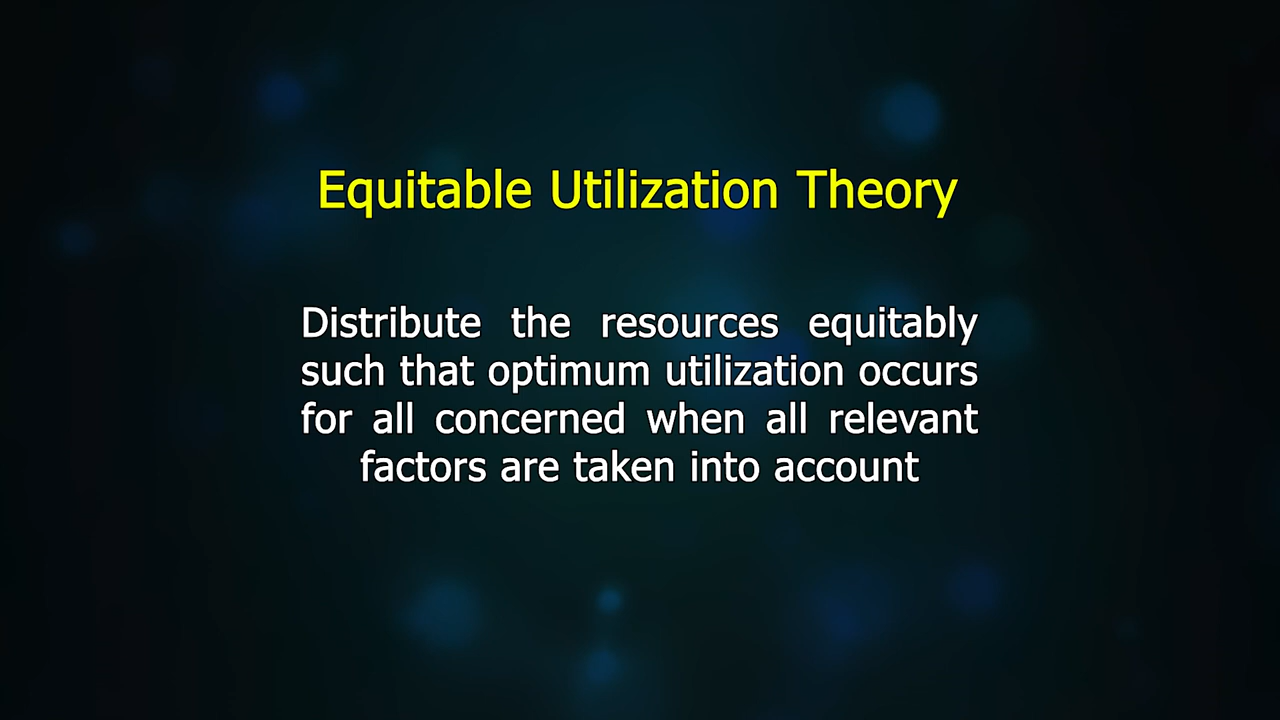 Equitable Utilization Theory
Distribute the resources equitably
such that optimum utilization occurs
for all concerned when all relevant
factors are taken into account